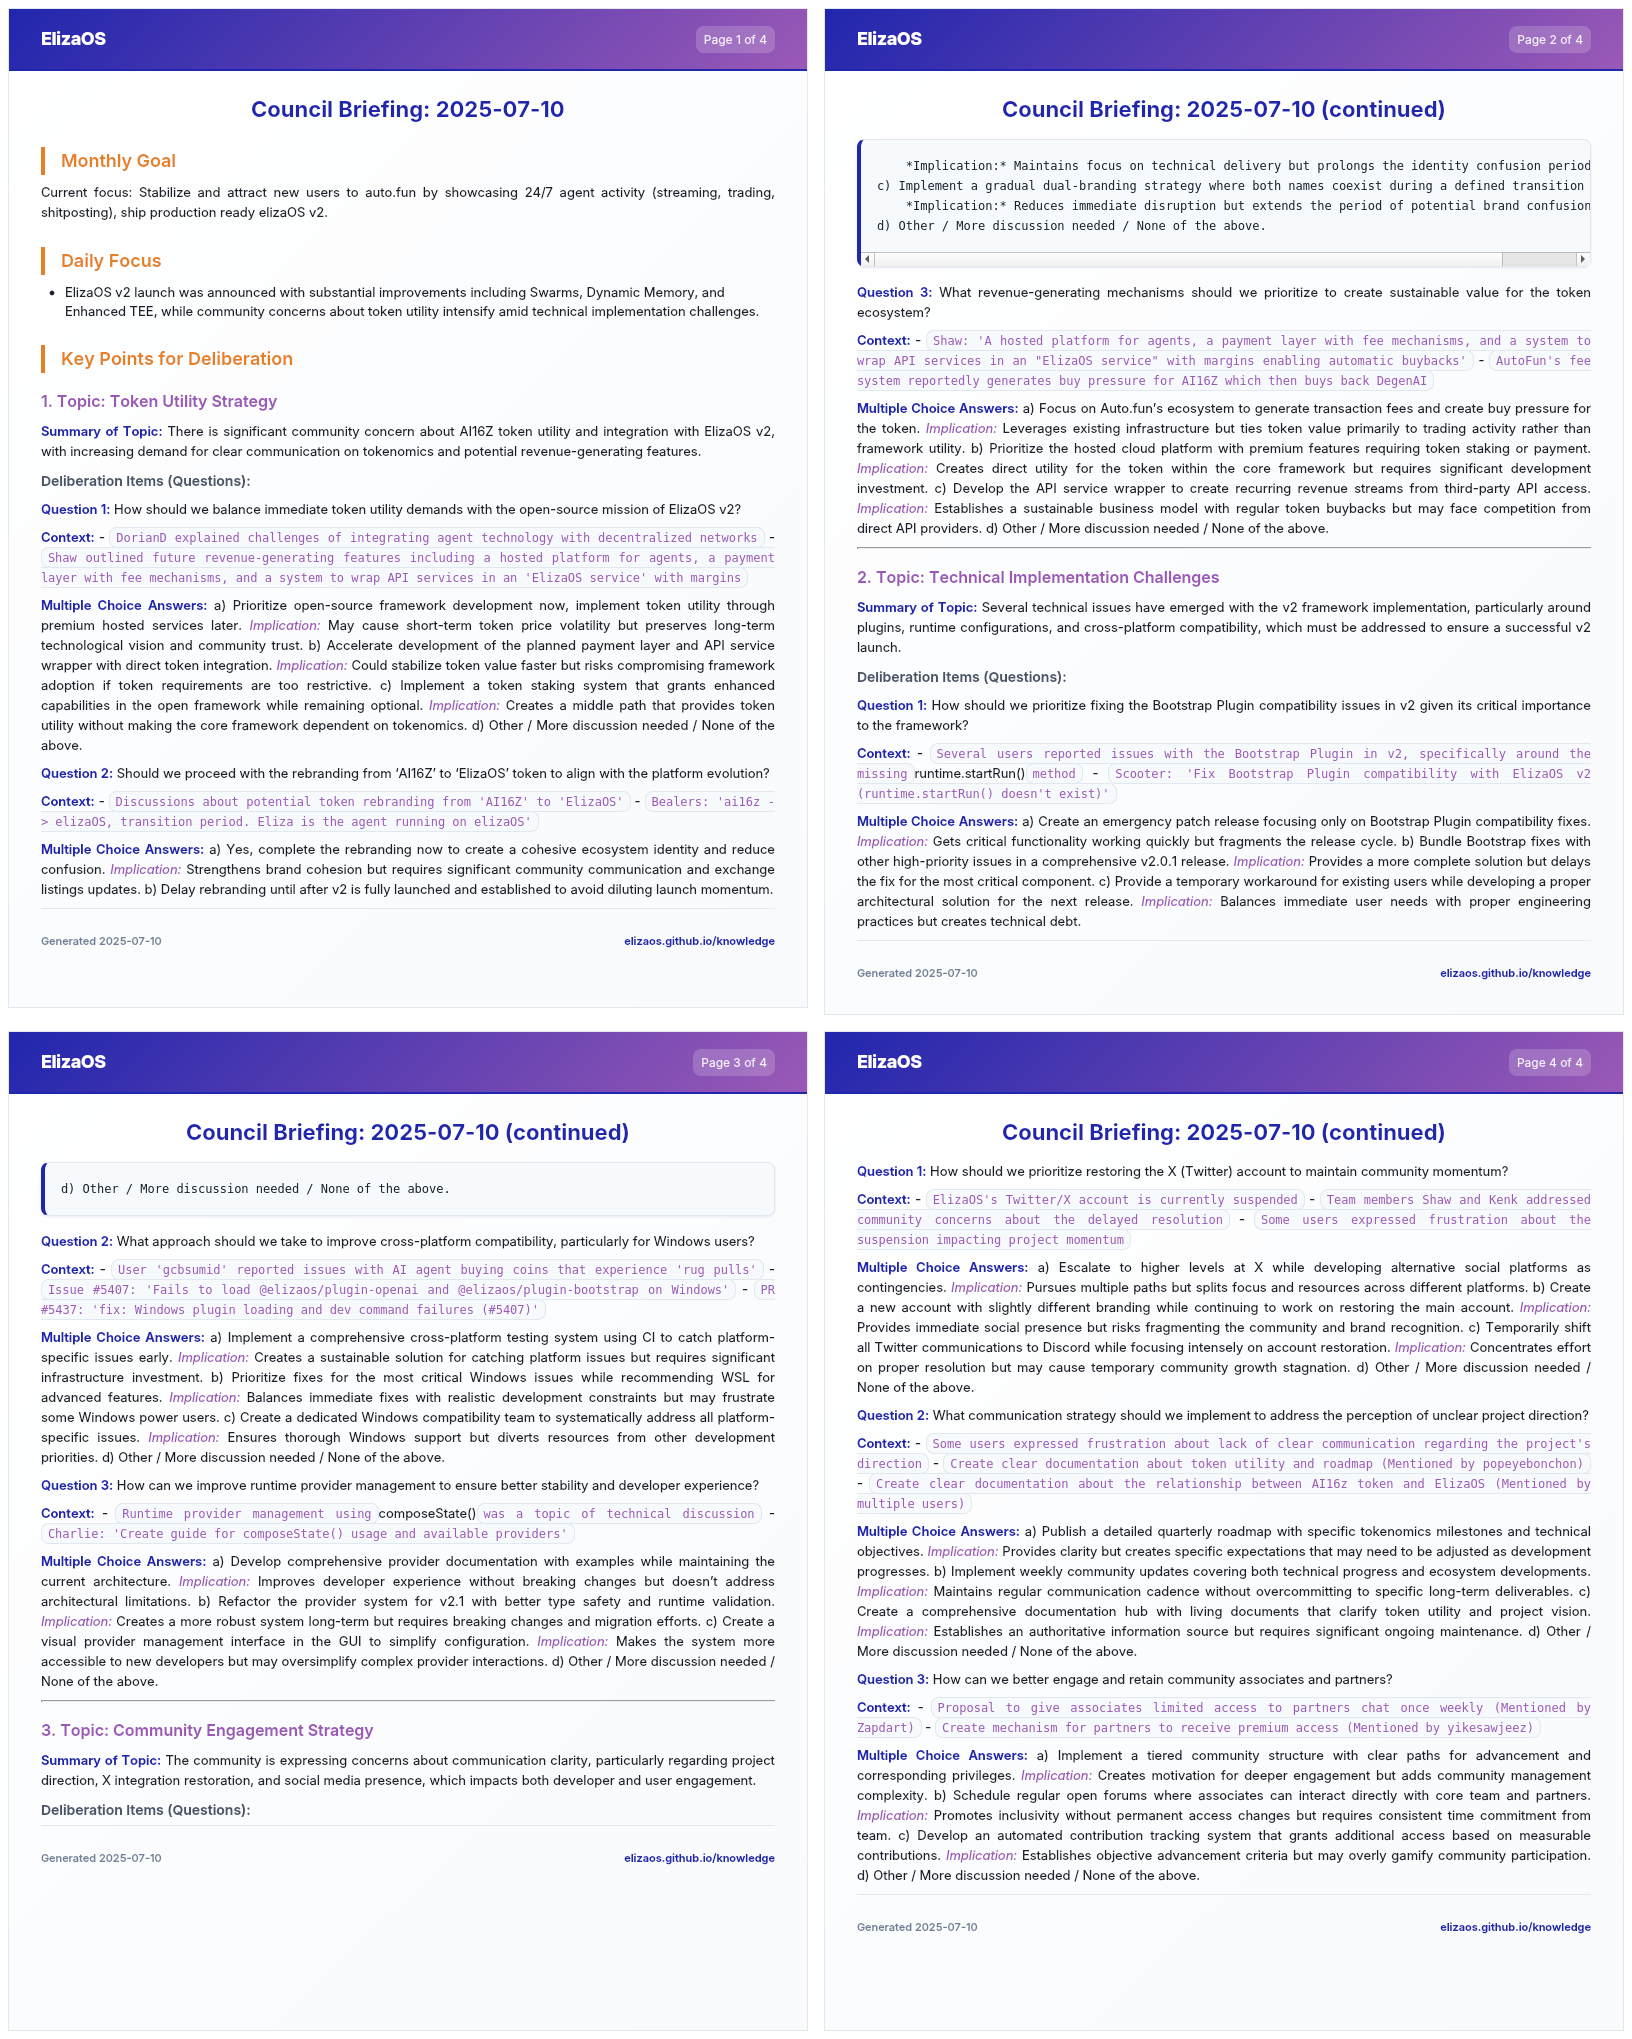 ElizaOS
Page 1 of 4
Council Briefing: 2025-07-10
Monthly Goal
Current focus: Stabilize and attract new users to auto.fun by showcasing 24/7 agent activity (streaming, trading,
shitposting), ship production ready elizaOS v2.
Daily Focus
• ElizaOS v2 launch was announced with substantial improvements including Swarms, Dynamic Memory, and
Enhanced TEE, while community concerns about token utility intensify amid technical implementation challenges.
Key Points for Deliberation
1. Topic: Token Utility Strategy
Summary of Topic: There is significant community concern about AI16Z token utility and integration with ElizaOS v2,
with increasing demand for clear communication on tokenomics and potential revenue-generating features.
Deliberation Items (Questions):
Question 1: How should we balance immediate token utility demands with the open-source mission of ElizaOS v2?
Context: - DorianD explained challenges of integrating agent technology with decentralized networks -
Shaw outlined future revenue-generating features including a hosted platform for agents, a payment
layer with fee mechanisms, and a system to wrap API services in an 'ElizaOS service' with margins
Multiple Choice Answers: a) Prioritize open-source framework development now, implement token utility through
premium hosted services later. Implication: May cause short-term token price volatility but preserves long-term
technological vision and community trust. b) Accelerate development of the planned payment layer and API service
wrapper with direct token integration. Implication: Could stabilize token value faster but risks compromising framework
adoption if token requirements are too restrictive. c) Implement a token staking system that grants enhanced
capabilities in the open framework while remaining optional. Implication: Creates a middle path that provides token
utility without making the core framework dependent on tokenomics. d) Other / More discussion needed / None of the
above.
Question 2: Should we proceed with the rebranding from ‘AI16Z’ to ‘ElizaOS’ token to align with the platform evolution?
Context: - Discussions about potential token rebranding from 'AI16Z' to 'ElizaOS' - Bealers: 'ai16z -
> elizaOS, transition period. Eliza is the agent running on elizaOS'
Multiple Choice Answers: a) Yes, complete the rebranding now to create a cohesive ecosystem identity and reduce
confusion. Implication: Strengthens brand cohesion but requires significant community communication and exchange
listings updates. b) Delay rebranding until after v2 is fully launched and established to avoid diluting launch momentum.
Generated 2025-07-10
elizaos.github.io/knowledge
ElizaOS
Page 2 of 4
Council Briefing: 2025-07-10 (continued)
*Implication:* Maintains focus on technical delivery but prolongs the identity confusion period
c) Implement a gradual dual-branding strategy where both names coexist during a defined transition
*Implication:* Reduces immediate disruption but extends the period of potential brand confusion
d) Other / More discussion needed / None of the above.
Question 3: What revenue-generating mechanisms should we prioritize to create sustainable value for the token
ecosystem?
Context: - Shaw: 'A hosted platform for agents, a payment layer with fee mechanisms, and a system to
wrap API services in an "ElizaOS service" with margins enabling automatic buybacks' - AutoFun's fee
system reportedly generates buy pressure for AI16Z which then buys back DegenAI
Multiple Choice Answers: a) Focus on Auto.fun’s ecosystem to generate transaction fees and create buy pressure for
the token. Implication: Leverages existing infrastructure but ties token value primarily to trading activity rather than
framework utility. b) Prioritize the hosted cloud platform with premium features requiring token staking or payment.
Implication: Creates direct utility for the token within the core framework but requires significant development
investment. c) Develop the API service wrapper to create recurring revenue streams from third-party API access.
Implication: Establishes a sustainable business model with regular token buybacks but may face competition from
direct API providers. d) Other / More discussion needed / None of the above.
2. Topic: Technical Implementation Challenges
Summary of Topic: Several technical issues have emerged with the v2 framework implementation, particularly around
plugins, runtime configurations, and cross-platform compatibility, which must be addressed to ensure a successful v2
launch.
Deliberation Items (Questions):
Question 1: How should we prioritize fixing the Bootstrap Plugin compatibility issues in v2 given its critical importance
to the framework?
Context: - Several users reported issues with the Bootstrap Plugin in v2, specifically around the
missing runtime.startRun() method - Scooter: 'Fix Bootstrap Plugin compatibility with ElizaOS v2
(runtime.startRun() doesn't exist)'
Multiple Choice Answers: a) Create an emergency patch release focusing only on Bootstrap Plugin compatibility fixes.
Implication: Gets critical functionality working quickly but fragments the release cycle. b) Bundle Bootstrap fixes with
other high-priority issues in a comprehensive v2.0.1 release. Implication: Provides a more complete solution but delays
the fix for the most critical component. c) Provide a temporary workaround for existing users while developing a proper
architectural solution for the next release. Implication: Balances immediate user needs with proper engineering
practices but creates technical debt.
Generated 2025-07-10
elizaos.github.io/knowledge
ElizaOS
Page 3 of 4
Council Briefing: 2025-07-10 (continued)
d) Other / More discussion needed / None of the above.
Question 2: What approach should we take to improve cross-platform compatibility, particularly for Windows users?
Context: - User 'gcbsumid' reported issues with AI agent buying coins that experience 'rug pulls' -
Issue #5407: 'Fails to load @elizaos/plugin-openai and @elizaos/plugin-bootstrap on Windows' - PR
#5437: 'fix: Windows plugin loading and dev command failures (#5407)'
Multiple Choice Answers: a) Implement a comprehensive cross-platform testing system using CI to catch platform-
specific issues early. Implication: Creates a sustainable solution for catching platform issues but requires significant
infrastructure investment. b) Prioritize fixes for the most critical Windows issues while recommending WSL for
advanced features. Implication: Balances immediate fixes with realistic development constraints but may frustrate
some Windows power users. c) Create a dedicated Windows compatibility team to systematically address all platform-
specific issues. Implication: Ensures thorough Windows support but diverts resources from other development
priorities. d) Other / More discussion needed / None of the above.
Question 3: How can we improve runtime provider management to ensure better stability and developer experience?
Context: - Runtime provider management using composeState() was a topic of technical discussion -
Charlie: 'Create guide for composeState() usage and available providers'
Multiple Choice Answers: a) Develop comprehensive provider documentation with examples while maintaining the
current architecture. Implication: Improves developer experience without breaking changes but doesn’t address
architectural limitations. b) Refactor the provider system for v2.1 with better type safety and runtime validation.
Implication: Creates a more robust system long-term but requires breaking changes and migration efforts. c) Create a
visual provider management interface in the GUI to simplify configuration. Implication: Makes the system more
accessible to new developers but may oversimplify complex provider interactions. d) Other / More discussion needed /
None of the above.
3. Topic: Community Engagement Strategy
Summary of Topic: The community is expressing concerns about communication clarity, particularly regarding project
direction, X integration restoration, and social media presence, which impacts both developer and user engagement.
Deliberation Items (Questions):
Generated 2025-07-10
elizaos.github.io/knowledge
ElizaOS
Page 4 of 4
Council Briefing: 2025-07-10 (continued)
Question 1: How should we prioritize restoring the X (Twitter) account to maintain community momentum?
Context: - ElizaOS's Twitter/X account is currently suspended - Team members Shaw and Kenk addressed
community concerns about the delayed resolution - Some users expressed frustration about the
suspension impacting project momentum
Multiple Choice Answers: a) Escalate to higher levels at X while developing alternative social platforms as
contingencies. Implication: Pursues multiple paths but splits focus and resources across different platforms. b) Create
a new account with slightly different branding while continuing to work on restoring the main account. Implication:
Provides immediate social presence but risks fragmenting the community and brand recognition. c) Temporarily shift
all Twitter communications to Discord while focusing intensely on account restoration. Implication: Concentrates effort
on proper resolution but may cause temporary community growth stagnation. d) Other / More discussion needed /
None of the above.
Question 2: What communication strategy should we implement to address the perception of unclear project direction?
Context: - Some users expressed frustration about lack of clear communication regarding the project's
direction - Create clear documentation about token utility and roadmap (Mentioned by popeyebonchon)
- Create clear documentation about the relationship between AI16z token and ElizaOS (Mentioned by
multiple users)
Multiple Choice Answers: a) Publish a detailed quarterly roadmap with specific tokenomics milestones and technical
objectives. Implication: Provides clarity but creates specific expectations that may need to be adjusted as development
progresses. b) Implement weekly community updates covering both technical progress and ecosystem developments.
Implication: Maintains regular communication cadence without overcommitting to specific long-term deliverables. c)
Create a comprehensive documentation hub with living documents that clarify token utility and project vision.
Implication: Establishes an authoritative information source but requires significant ongoing maintenance. d) Other /
More discussion needed / None of the above.
Question 3: How can we better engage and retain community associates and partners?
Context: - Proposal to give associates limited access to partners chat once weekly (Mentioned by
Zapdart) - Create mechanism for partners to receive premium access (Mentioned by yikesawjeez)
Multiple Choice Answers: a) Implement a tiered community structure with clear paths for advancement and
corresponding privileges. Implication: Creates motivation for deeper engagement but adds community management
complexity. b) Schedule regular open forums where associates can interact directly with core team and partners.
Implication: Promotes inclusivity without permanent access changes but requires consistent time commitment from
team. c) Develop an automated contribution tracking system that grants additional access based on measurable
contributions. Implication: Establishes objective advancement criteria but may overly gamify community participation.
d) Other / More discussion needed / None of the above.
Generated 2025-07-10
elizaos.github.io/knowledge